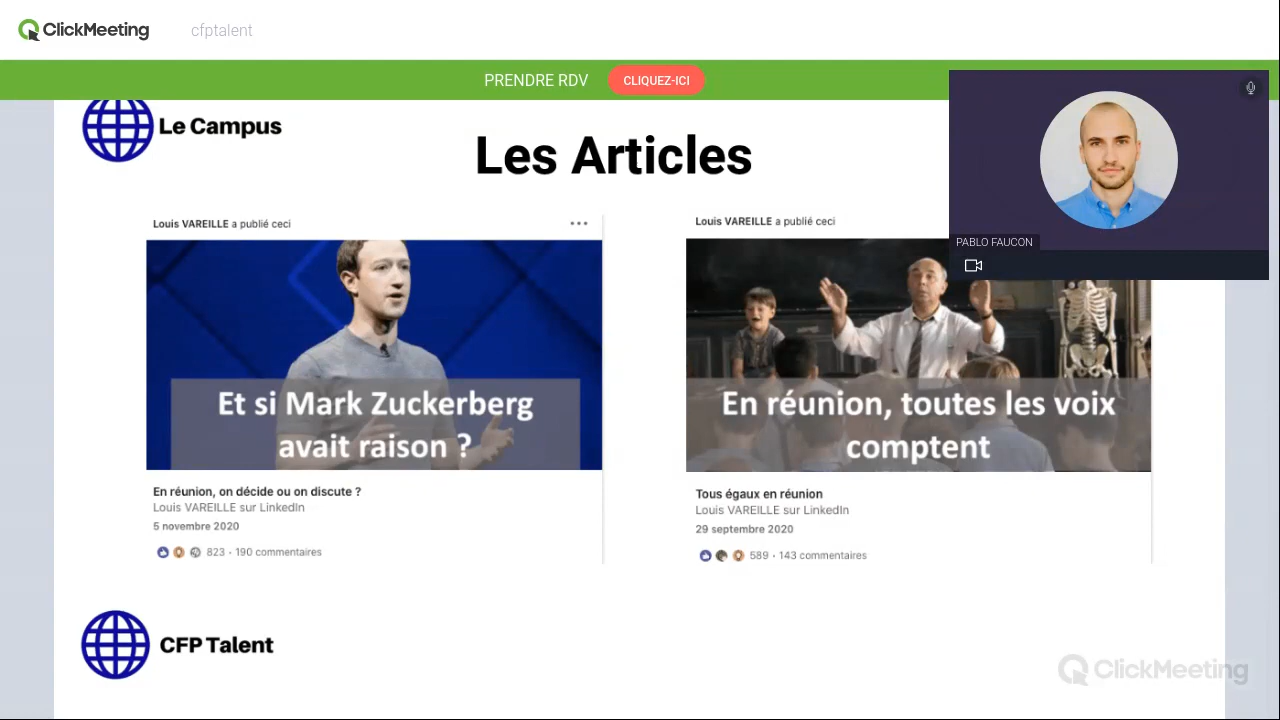 ClickMeeting
cfptalent
PRENDRE RDV
CLIQUEZ-ICI
Le Campus
Les Articles
PABLO FAUCON
Louis VAREILLE a publié ceci
Et si Mark Zuckerberg
avait raison ?
En réunion, on décide ou on discute ?
Louis VAREILLE sur LinkedIn
5 novembre 2020
823 · 190 commentaires
Louis VAREILLE a publié ceci
En réunion, toutes les voix
comptent
Tous égaux en réunion
Louis VAREILLE sur LinkedIn
29 septembre 2020
589 · 143 commentaires
CFP Talent
ClickMeeting